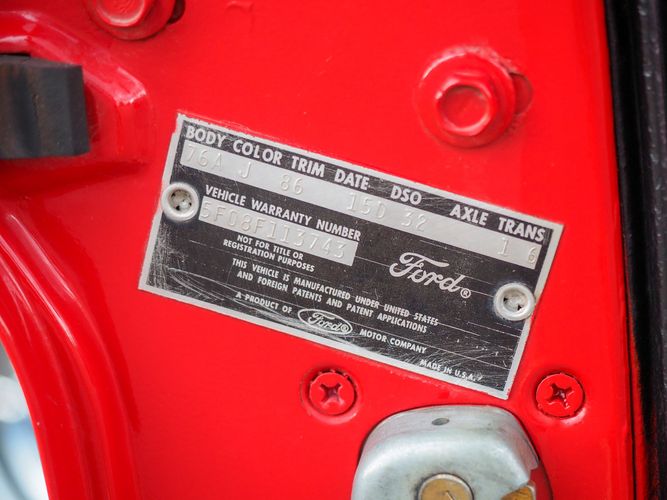 BODY COLOR TRIM DATE DSO AXLE TRANS
76A J 86 15D 32 1 6
VEHICLE WARRANTY NUMBER
5F08F113743
NOT FOR TITLE OR
REGISTRATION PURPOSES
Ford®
THIS VEHICLE IS MANUFACTURED UNDER UNITED STATES
AND FOREIGN PATENTS AND PATENT APPLICATIONS
A PRODUCT OF Ford® MOTOR COMPANY
MADE IN U.S.A.